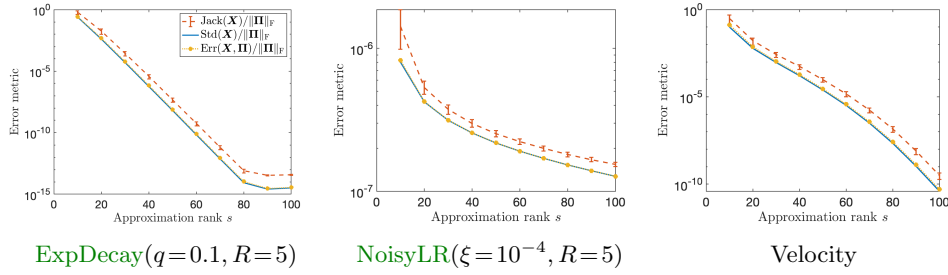 Error metric
10^0
10^-5
10^-10
10^-15
20 40 60 80 100
Approximation rank s
Jack(X)/‖Π‖_F
Std(X)/‖Π‖_F
Err(X, Π)/‖Π‖_F
ExpDecay(q=0.1, R=5)
Error metric
10^-6
10^-7
20 40 60 80 100
Approximation rank s
NoisyLR(ξ=10^-4, R=5)
Error metric
10^0
10^-5
10^-10
20 40 60 80 100
Approximation rank s
Velocity